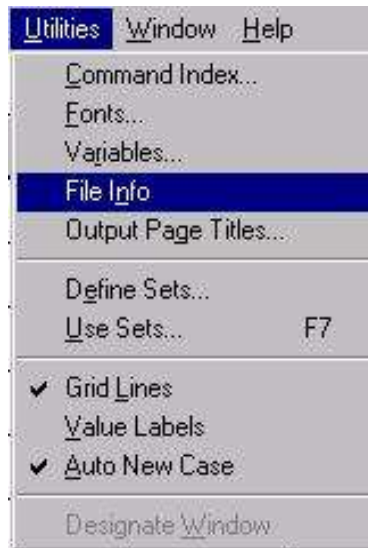 Utilities Window Help
Command Index...
Fonts...
Variables...
File Info
Output Page Titles...
Define Sets...
Use Sets... F7
Grid Lines
Value Labels
Auto New Case
Designate Window